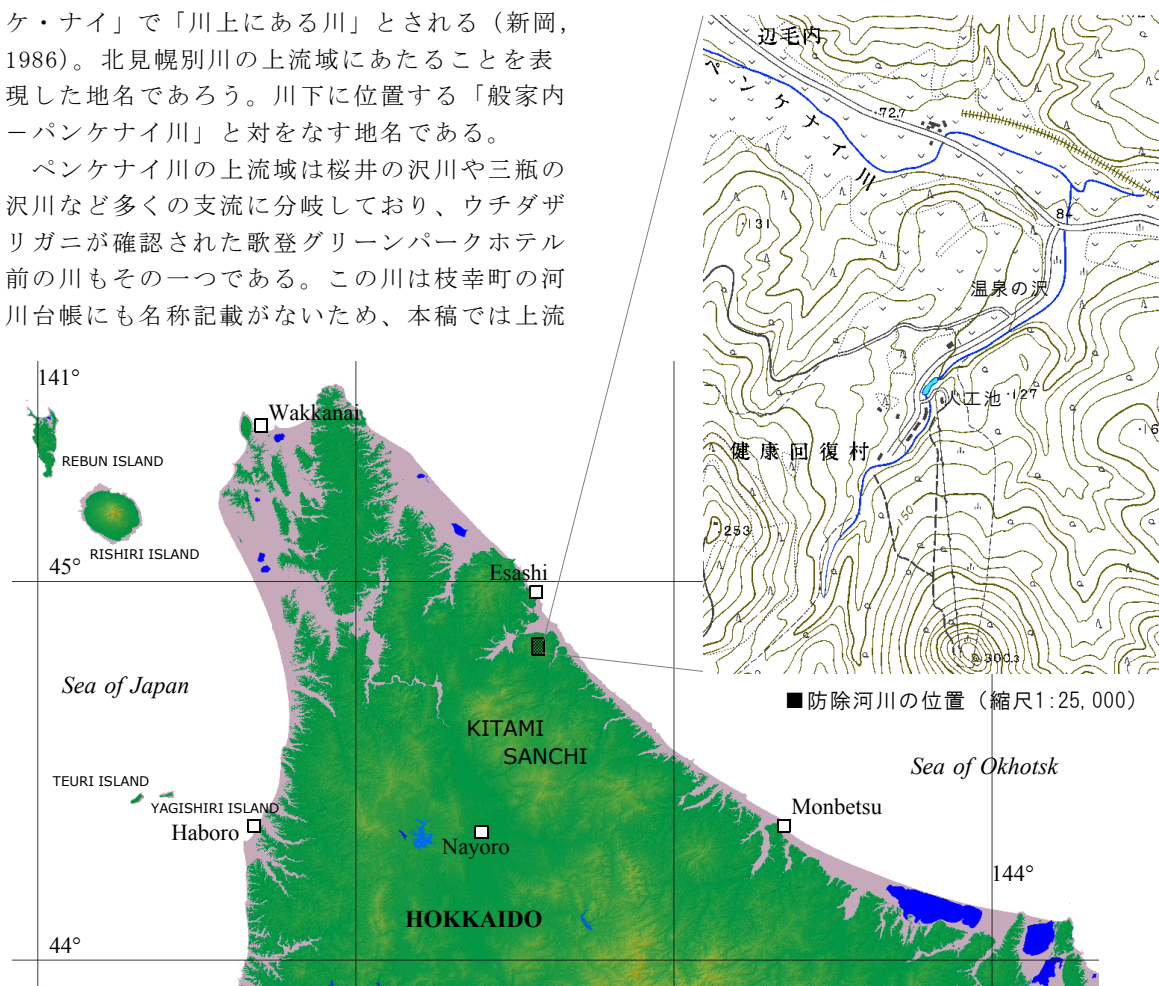 ケ・ナイ」で「川上にある川」とされる（新岡,
1986）。北見幌別川の上流域にあたることを表
現した地名であろう。川下に位置する「般家内
－パンケナイ川」と対をなす地名である。
　ペンケナイ川の上流域は桜井の沢川や三瓶の
沢川など多くの支流に分岐しており、ウチダザ
リガニが確認された歌登グリーンパークホテル
前の川もその一つである。この川は枝幸町の河
川台帳にも名称記載がないため、本稿では上流
辺毛内
ペンケナイ川
72.7
131
84
温泉の沢
人工池
127
健康回復村
150
253
300.3
■防除河川の位置（縮尺1:25,000）
141°
Wakkanai
REBUN ISLAND
RISHIRI ISLAND
45°
Esashi
Sea of Japan
KITAMI
SANCHI
Sea of Okhotsk
TEURI ISLAND
YAGISHIRI ISLAND
Haboro
Nayoro
Monbetsu
144°
HOKKAIDO
44°